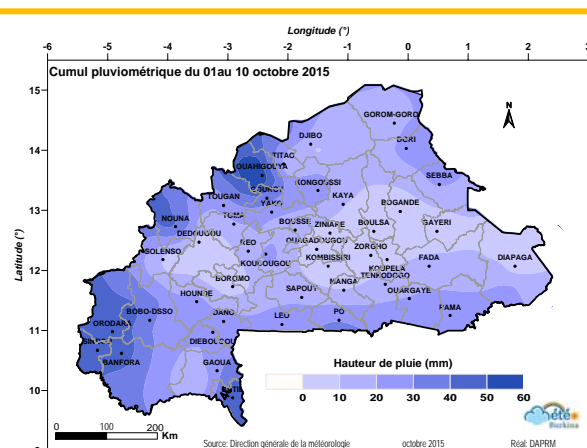 Longitude (°)
-6 -5 -4 -3 -2 -1 0 1 2
Cumul pluviométrique du 01au 10 octobre 2015
15
N
GOROM-GORO
14
DJIBO
DORI
TITAO
OUAHIGOUYA
SEBBA
KONGOUSSI
TOUGAN
YAKO
KAYA
BOGANDE
13
NOUNA
TOMA
BOUSSE
ZINIARE
BOULSA
GAYERI
DEDOUGOU
OUAGADOUGOU
SOLENSO
REO
ZORGHO
KOUDOUGOU
KOMBISSIRI
KOUPELA
FADA
DIAPAGA
Latitude (°)
12
TENKODOGO
BOROMO
SAPOUY
MANGA
OUARGAYE
HOUNDE
BOBO-DSSO
DANO
LEO
PO
PAMA
ORODARA
11
DIEBOUGOU
BANFORA
GAOUA
Hauteur de pluie (mm)
10
0 10 20 30 40 50 60
météo
Burkina
0 100 200
Km
Source: Direction générale de la météorologie octobre 2015 Réal: DAPRM